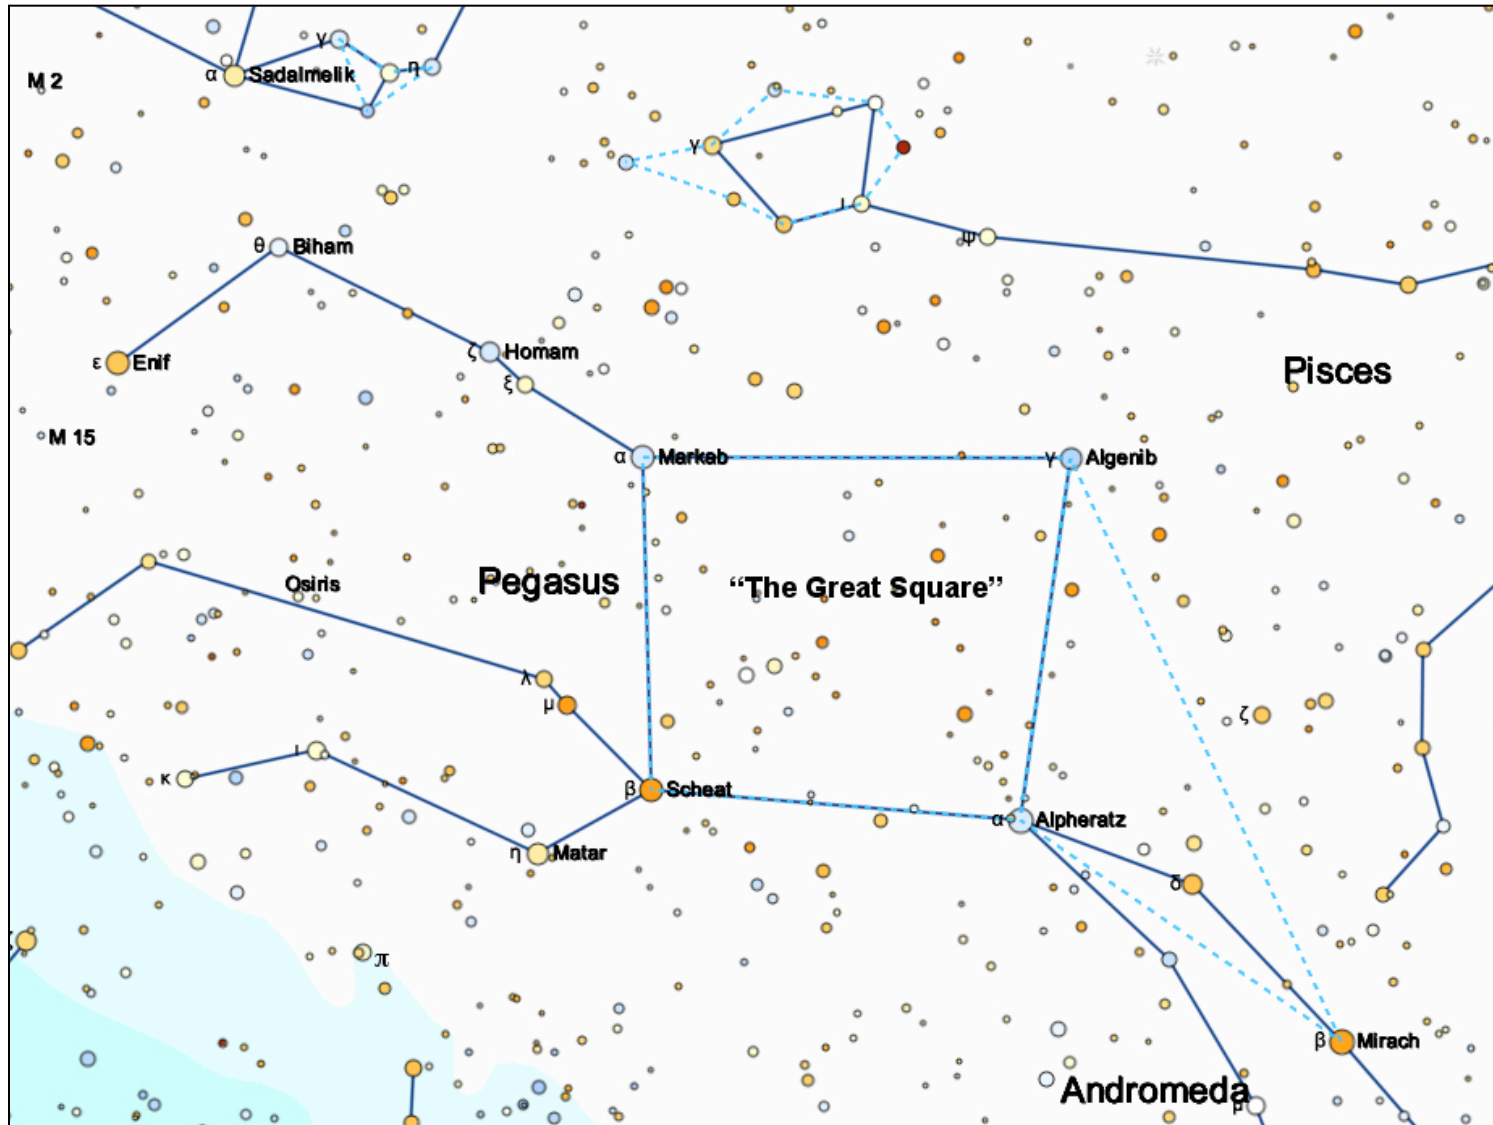 γ
α Sadalmelik
η
M 2
γ
ι
ψ
θ Biham
ε Enif
ζ Homam
ξ
Pisces
M 15
α Markab
γ Algenib
Osiris
Pegasus
“The Great Square”
λ
μ
ζ
κ
ι
β Scheat
α Alpheratz
η Matar
δ
π
β Mirach
Andromeda
μ